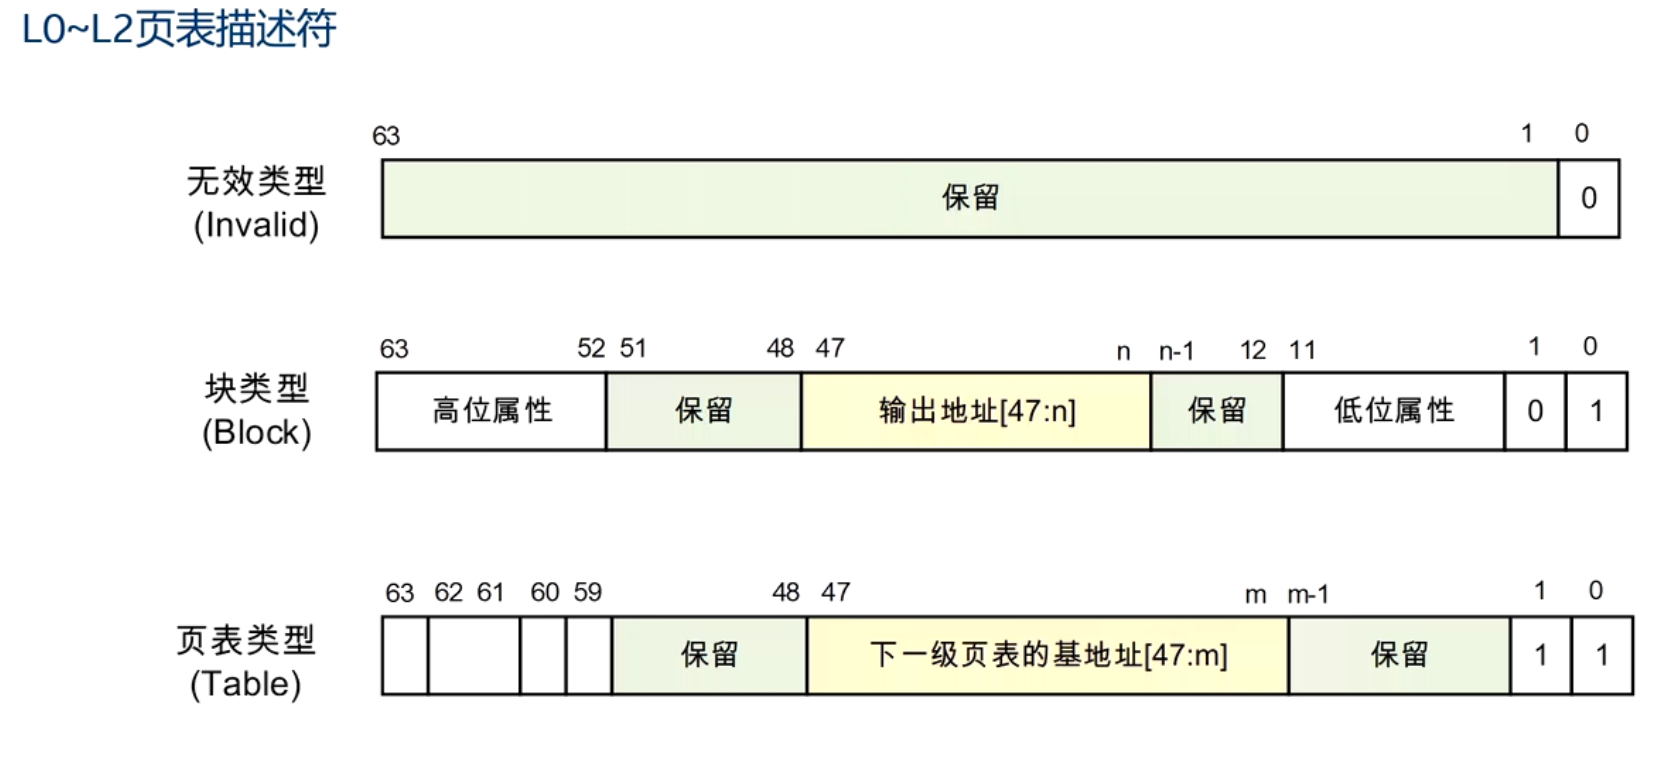 L0~L2页表描述符
63 1 0
无效类型
(Invalid)
保留 0
63 52 51 48 47 n n-1 12 11 1 0
块类型
(Block)
高位属性 保留 输出地址[47:n] 保留 低位属性 0 1
63 62 61 60 59 48 47 m m-1 1 0
页表类型
(Table)
保留 下一级页表的基地址[47:m] 保留 1 1